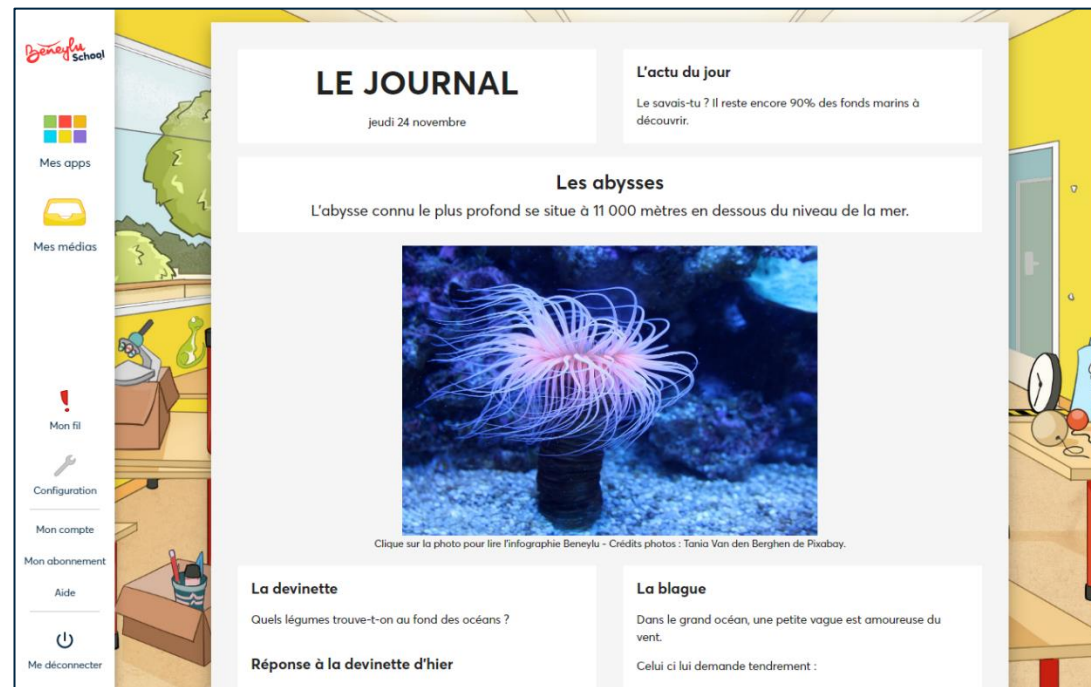 Beneylu
School
Mes apps
Mes médias
Mon fil
Configuration
Mon compte
Mon abonnement
Aide
Me déconnecter
LE JOURNAL
jeudi 24 novembre
L'actu du jour
Le savais-tu ? Il reste encore 90% des fonds marins à
découvrir.
Les abysses
L'abysse connu le plus profond se situe à 11 000 mètres en dessous du niveau de la mer.
Clique sur la photo pour lire l'infographie Beneylu - Crédits photos : Tania Van den Berghen de Pixabay.
La devinette
Quels légumes trouve-t-on au fond des océans ?
Réponse à la devinette d'hier
La blague
Dans le grand océan, une petite vague est amoureuse du
vent.
Celui ci lui demande tendrement :